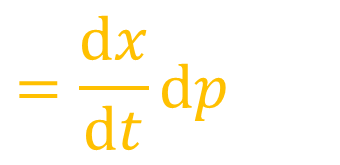 = dx/dt dp